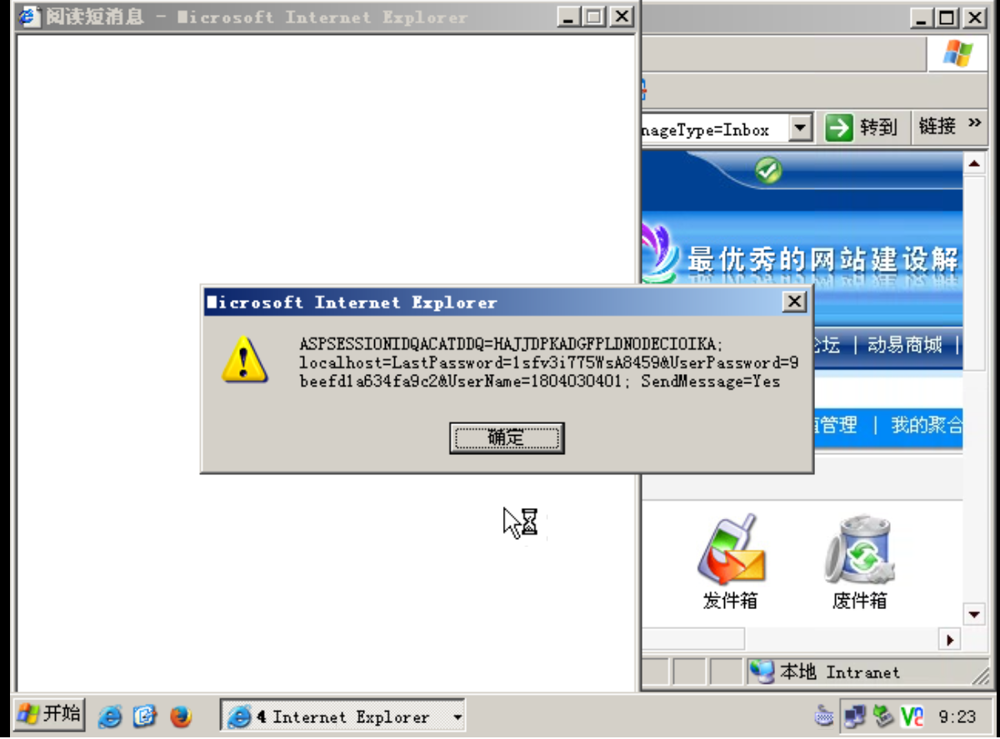 阅读短消息 - Microsoft Internet Explorer
nageType=Inbox
转到
链接 »
最优秀的网站建设解
坛 | 动易商城 |
管理 | 我的聚合
Microsoft Internet Explorer
ASPSESSIONIDQACATDDQ=HAJJDPKADGFPLDNODECIOIKA;
localhost=LastPassword=1sfv3i775WsA8459&UserPassword=9
beefd1a634fa9c2&UserName=1804030401; SendMessage=Yes
确定
发件箱
废件箱
本地 Intranet
开始
4 Internet Explorer
9:23